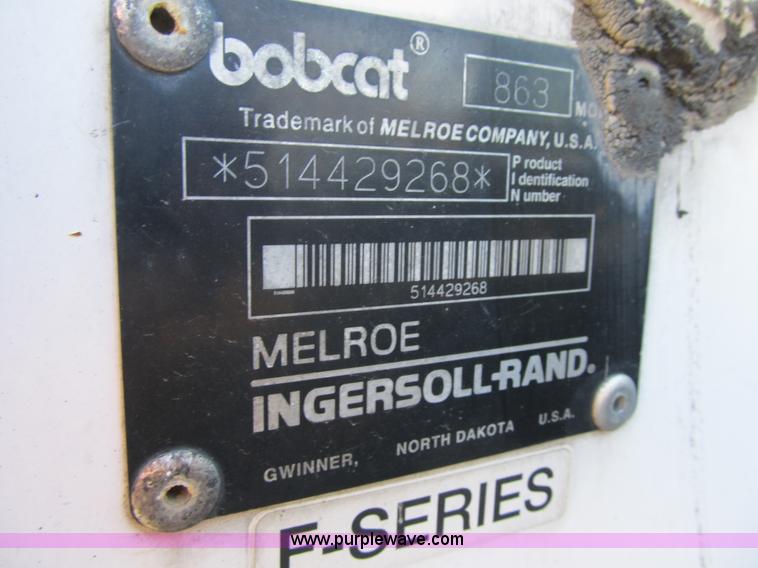 bobcat® 863
Trademark of MELROE COMPANY, U.S.A.
*514429268* Product
Identification
Number
514429268
MELROE
INGERSOLL-RAND®
GWINNER, NORTH DAKOTA U.S.A.
F-SERIES
www.purplewave.com